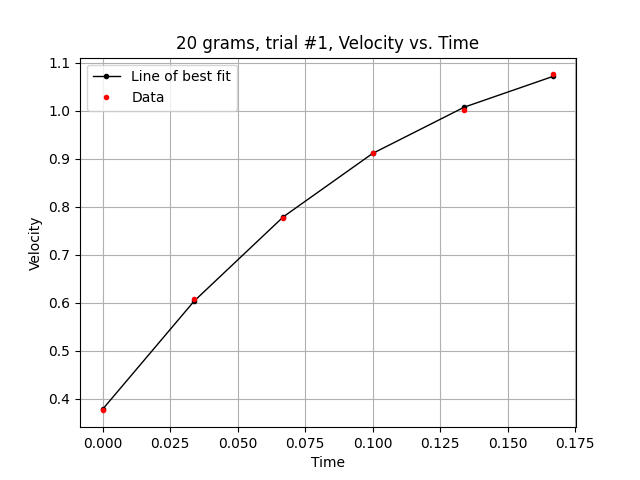 20 grams, trial #1, Velocity vs. Time
Line of best fit
Data
1.1
1.0
0.9
0.8
0.7
0.6
0.5
0.4
Velocity
0.000 0.025 0.050 0.075 0.100 0.125 0.150 0.175
Time